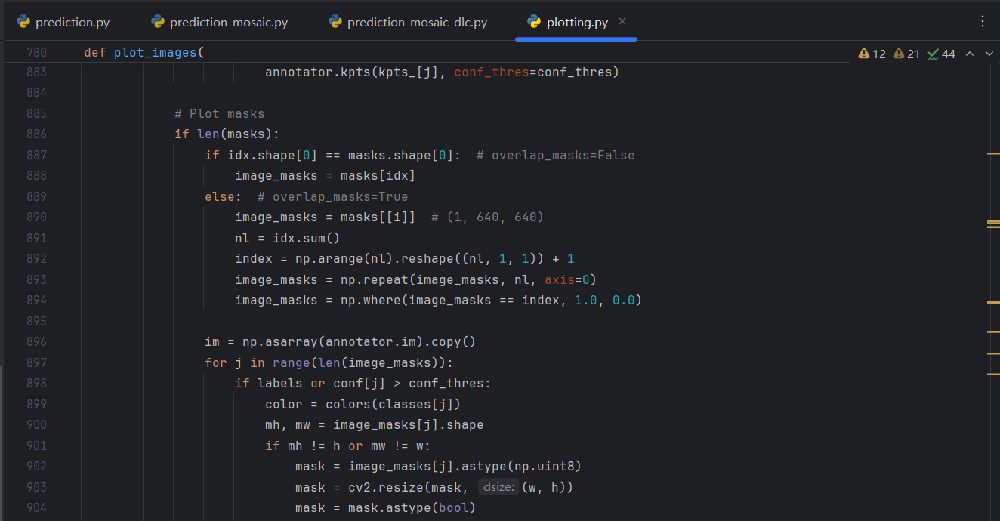 prediction.py prediction_mosaic.py prediction_mosaic_dlc.py plotting.py
780 def plot_images( 12 21 44
883 annotator.kpts(kpts_[j], conf_thres=conf_thres)
884
885 # Plot masks
886 if len(masks):
887 if idx.shape[0] == masks.shape[0]: # overlap_masks=False
888 image_masks = masks[idx]
889 else: # overlap_masks=True
890 image_masks = masks[[i]] # (1, 640, 640)
891 nl = idx.sum()
892 index = np.arange(nl).reshape((nl, 1, 1)) + 1
893 image_masks = np.repeat(image_masks, nl, axis=0)
894 image_masks = np.where(image_masks == index, 1.0, 0.0)
895
896 im = np.asarray(annotator.im).copy()
897 for j in range(len(image_masks)):
898 if labels or conf[j] > conf_thres:
899 color = colors(classes[j])
900 mh, mw = image_masks[j].shape
901 if mh != h or mw != w:
902 mask = image_masks[j].astype(np.uint8)
903 mask = cv2.resize(mask, dsize: (w, h))
904 mask = mask.astype(bool)